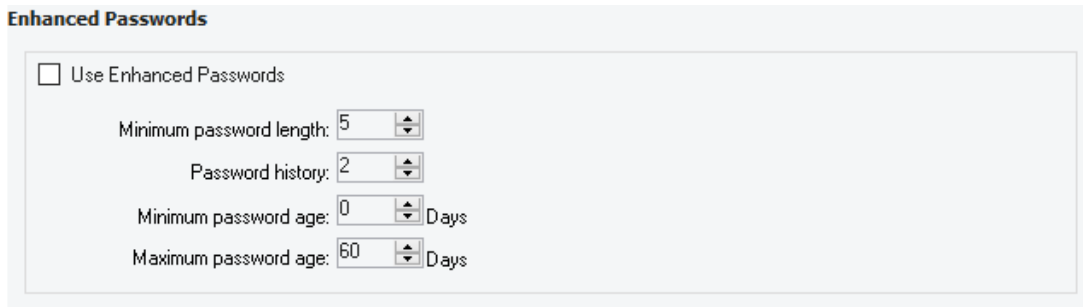 Enhanced Passwords
Use Enhanced Passwords
Minimum password length: 5
Password history: 2
Minimum password age: 0 Days
Maximum password age: 60 Days